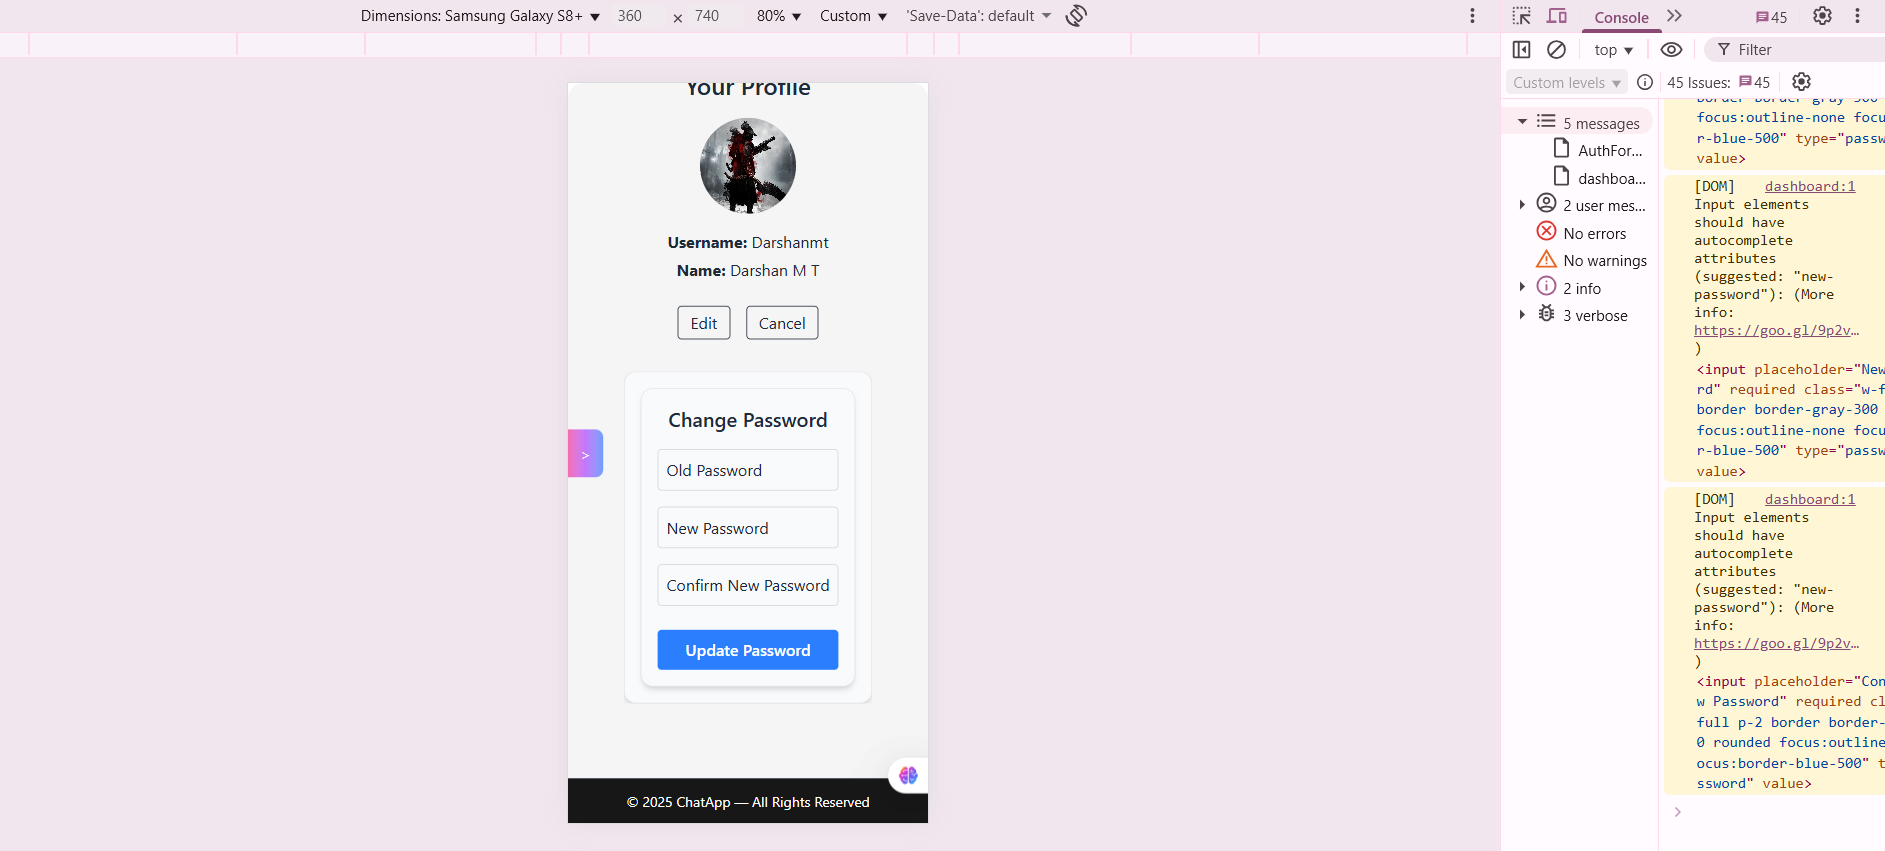 Dimensions: Samsung Galaxy S8+ 360 × 740 80% Custom 'Save-Data': default
Your Profile
Username: Darshanmt
Name: Darshan M T
Edit Cancel
>
Change Password
Old Password
New Password
Confirm New Password
Update Password
© 2025 ChatApp — All Rights Reserved
Console 45
top Filter
Custom levels 45 Issues: 45
5 messages
AuthFor...
dashboa...
2 user mes...
No errors
No warnings
2 info
3 verbose
focus:outline-none focu
r-blue-500" type="passw
value>
[DOM] dashboard:1
Input elements
should have
autocomplete
attributes
(suggested: "new-
password"): (More
info:
https://goo.gl/9p2v…
)
<input placeholder="New
rd" required class="w-f
border border-gray-300
focus:outline-none focu
r-blue-500" type="passw
value>
[DOM] dashboard:1
Input elements
should have
autocomplete
attributes
(suggested: "new-
password"): (More
info:
https://goo.gl/9p2v…
)
<input placeholder="Con
w Password" required cl
full p-2 border border-
0 rounded focus:outline
ocus:border-blue-500" t
ssword" value>
>